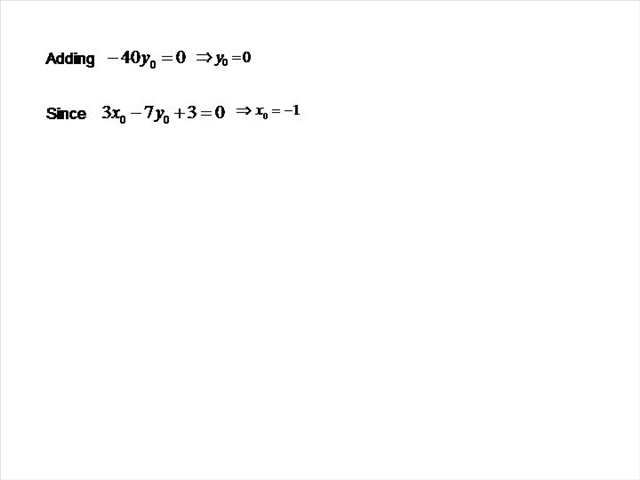 Adding −40y₀ = 0 ⇒ y₀ = 0
Since 3x₀ − 7y₀ + 3 = 0 ⇒ x₀ = −1